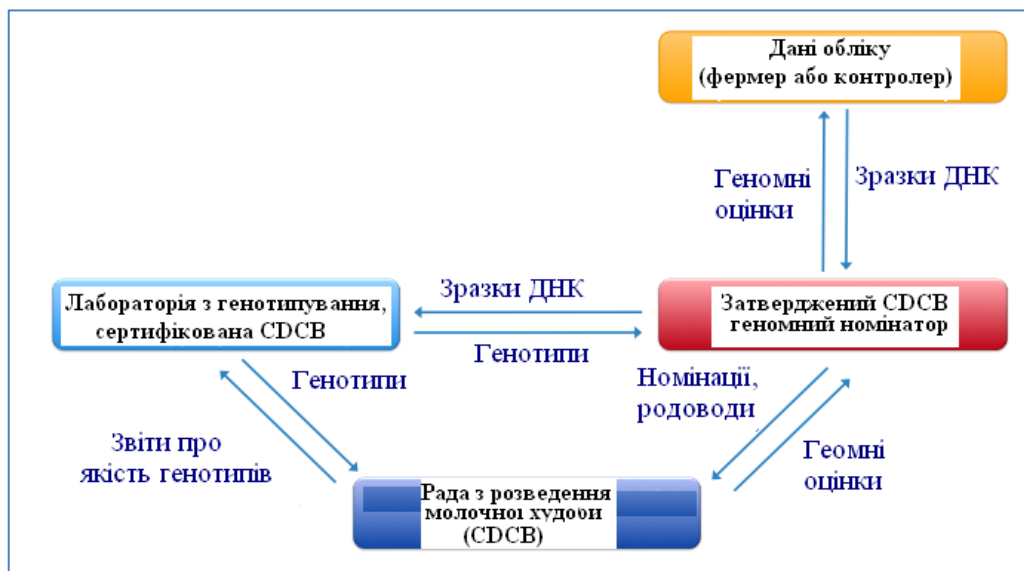 Дані обліку
(фермер або контролер)
Геномні
оцінки
Зразки ДНК
Зразки ДНК
Лабораторія з генотипування,
сертифікована CDCB
Затверджений CDCB
геномний номінатор
Генотипи
Генотипи
Номінації,
родоводи
Звіти про
якість генотипів
Геомні
оцінки
Рада з розведення
молочної худоби
(CDCB)